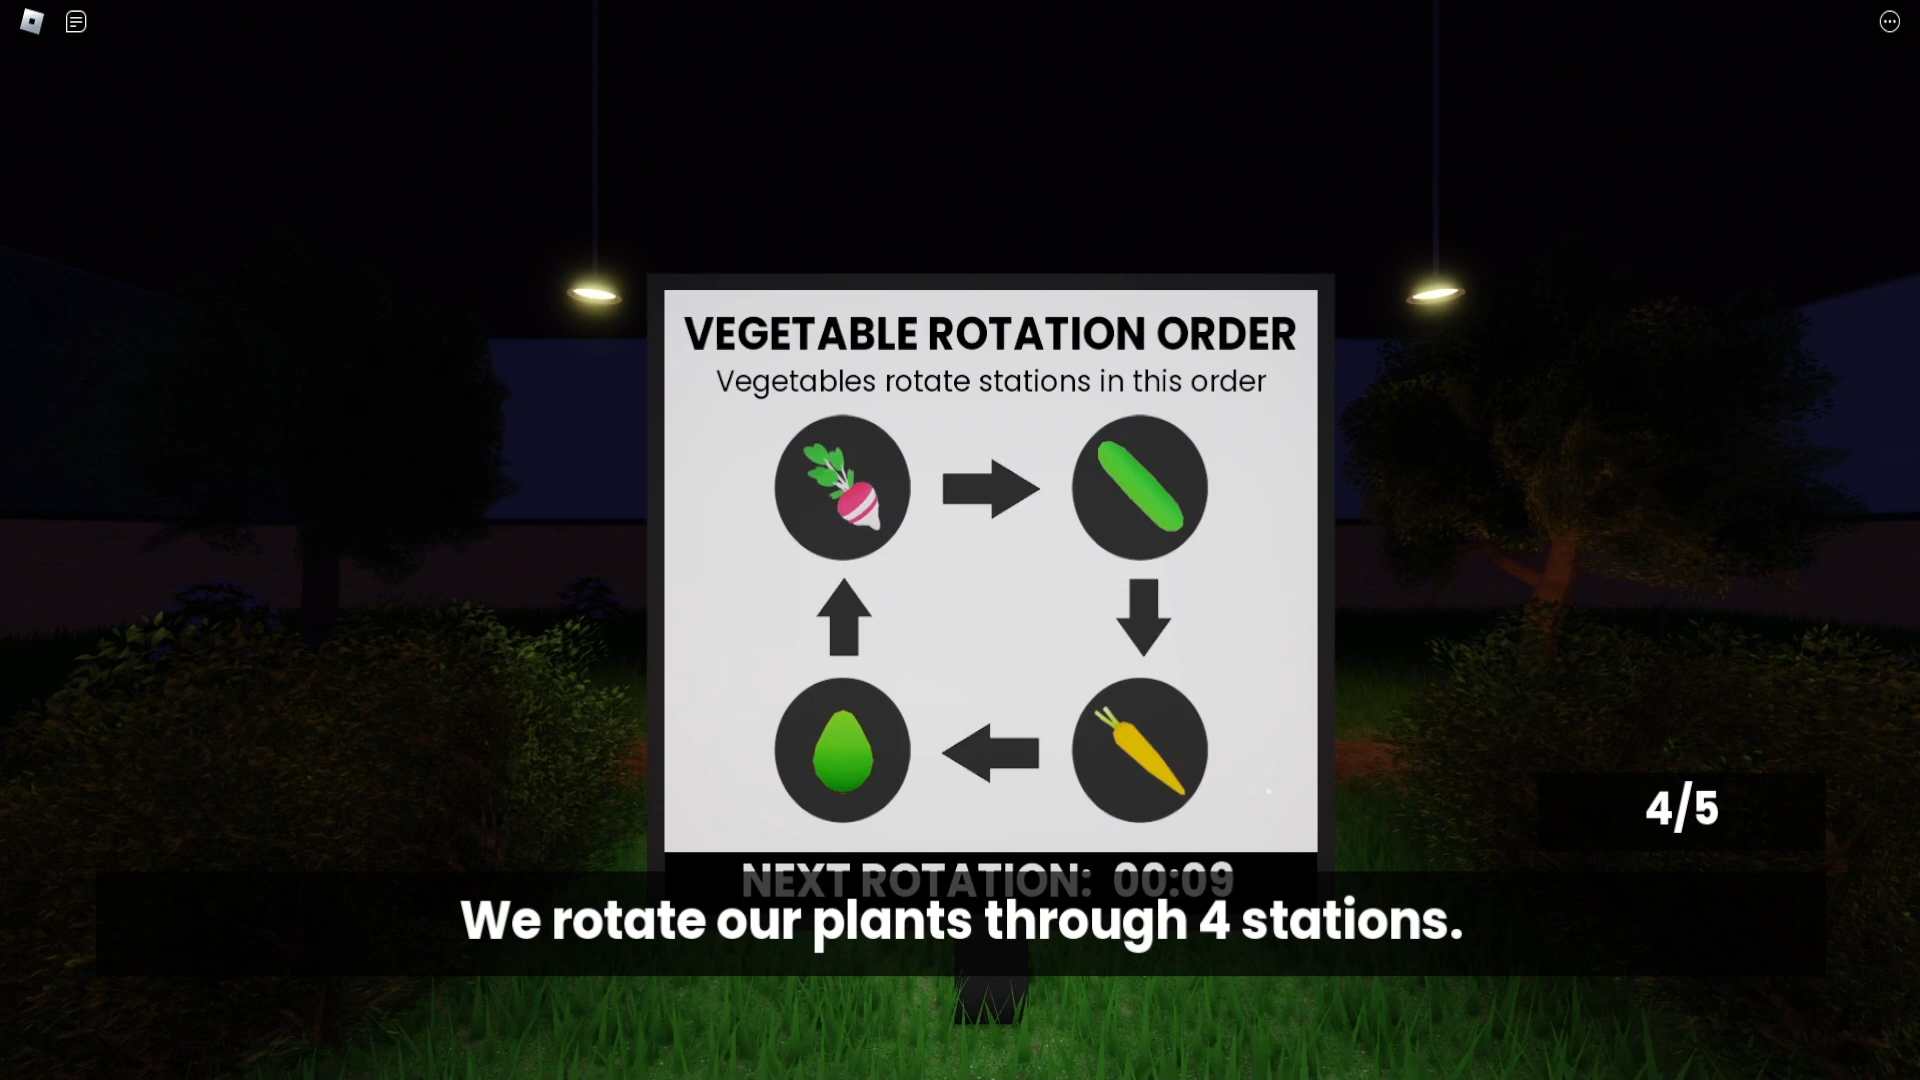 VEGETABLE ROTATION ORDER
Vegetables rotate stations in this order
4/5
NEXT ROTATION: 00:09
We rotate our plants through 4 stations.